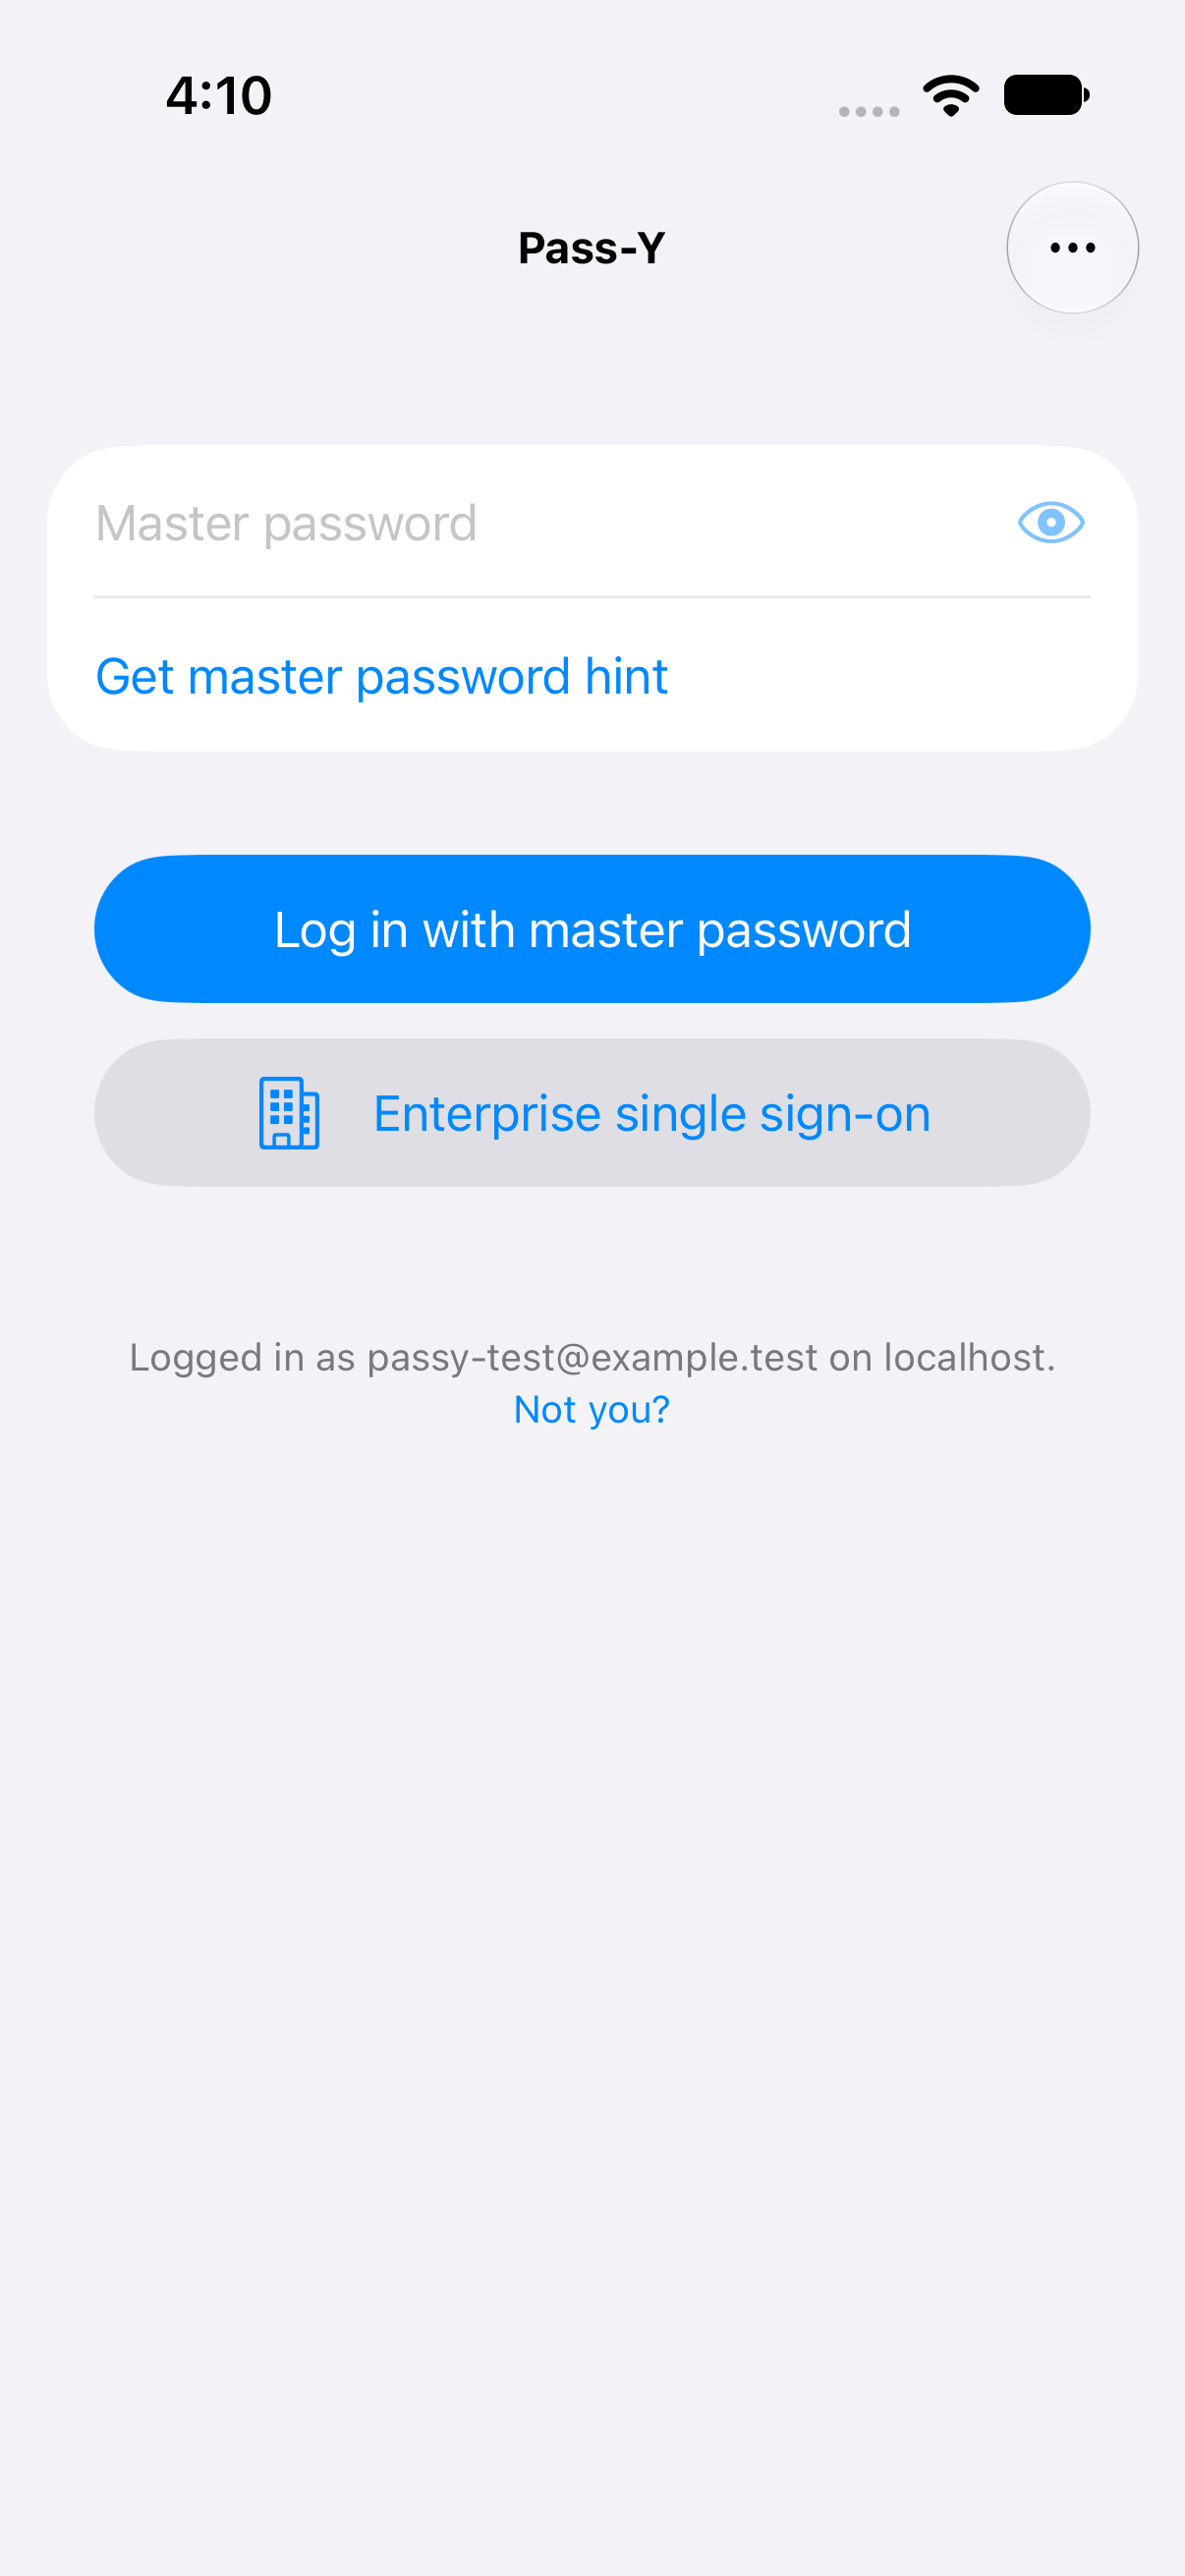 4:10
Pass-Y
Master password
Get master password hint
Log in with master password
Enterprise single sign-on
Logged in as passy-test@example.test on localhost.
Not you?